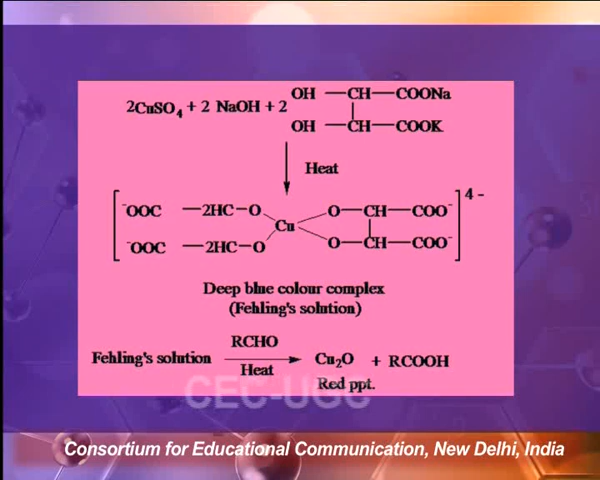 OH —CH—COONa
2CuSO4 + 2 NaOH + 2
OH —CH—COOK
Heat
4 -
⁻OOC —2HC—O O—CH—COO⁻
Cu
⁻OOC —2HC—O O—CH—COO⁻
Deep blue colour complex
(Fehling's solution)
RCHO
Fehling's solution Cu2O + RCOOH
Heat
Red ppt.
CEC-UGC
Consortium for Educational Communication, New Delhi, India